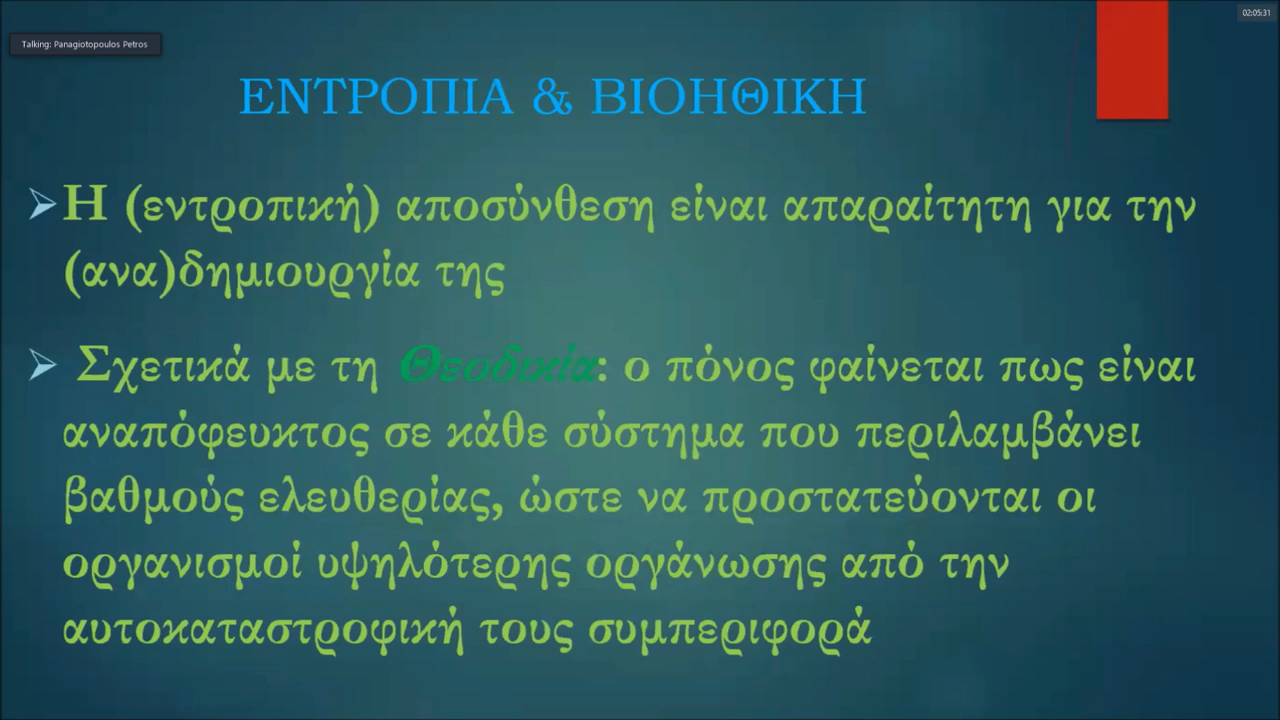 02:05:31
Talking: Panagiotopoulos Petros
ΕΝΤΡΟΠΙΑ & ΒΙΟΗΘΙΚΗ
➢Η (εντροπική) αποσύνθεση είναι απαραίτητη για την
(ανα)δημιουργία της
➢ Σχετικά με τη Θεοδικία: ο πόνος φαίνεται πως είναι
αναπόφευκτος σε κάθε σύστημα που περιλαμβάνει
βαθμούς ελευθερίας, ώστε να προστατεύονται οι
οργανισμοί υψηλότερης οργάνωσης από την
αυτοκαταστροφική τους συμπεριφορά